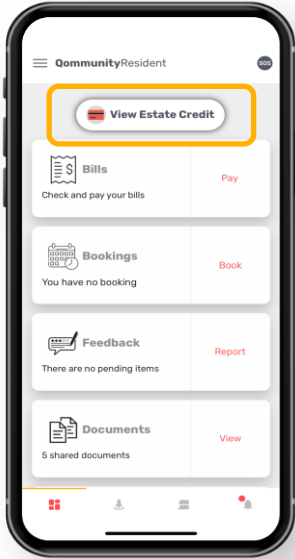 QommunityResident
SOS
View Estate Credit
$
Bills
Pay
Check and pay your bills
Bookings
Book
You have no booking
Feedback
Report
There are no pending items
Documents
View
5 shared documents